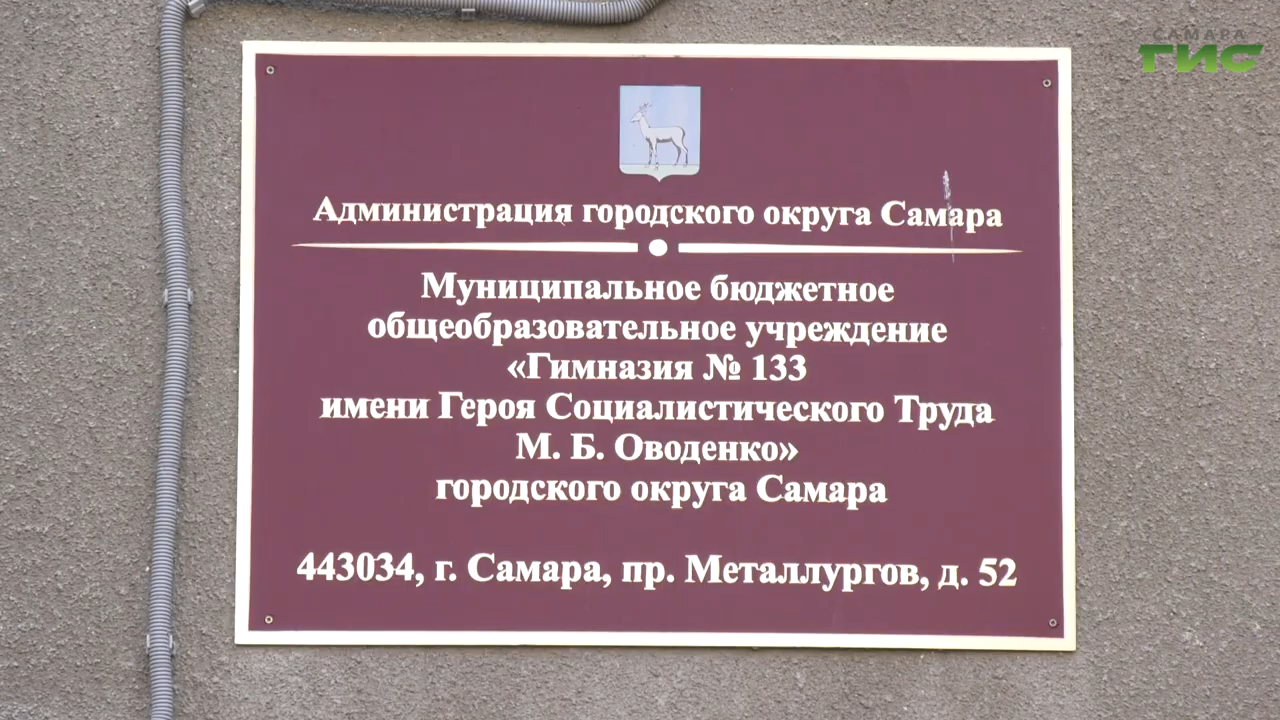 САМАРА
ГИС
Администрация городского округа Самара
Муниципальное бюджетное
общеобразовательное учреждение
«Гимназия № 133
имени Героя Социалистического Труда
М. Б. Оводенко»
городского округа Самара
443034, г. Самара, пр. Металлургов, д. 52